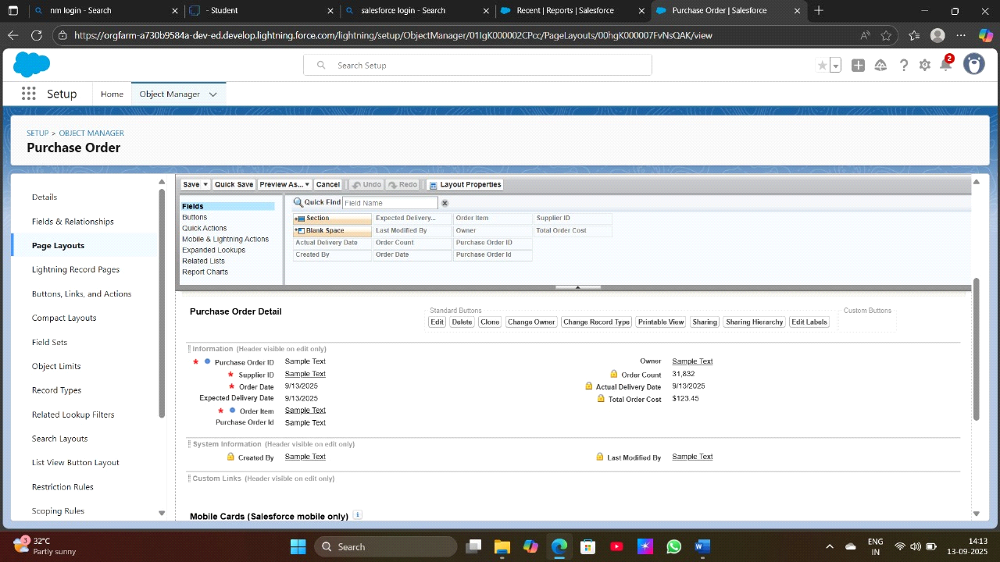 nm login - Search
- Student
salesforce login - Search
Recent | Reports | Salesforce
Purchase Order | Salesforce
https://orgfarm-a730b9584a-dev-ed.develop.lightning.force.com/lightning/setup/ObjectManager/01IgK000002CPcc/PageLayouts/00hgK000007FvNsQAK/view
Search Setup
2
Setup
Home
Object Manager
SETUP > OBJECT MANAGER
Purchase Order
Details
Fields & Relationships
Page Layouts
Lightning Record Pages
Buttons, Links, and Actions
Compact Layouts
Field Sets
Object Limits
Record Types
Related Lookup Filters
Search Layouts
List View Button Layout
Restriction Rules
Scoping Rules
Save Quick Save Preview As... Cancel Undo Redo Layout Properties
Fields
Buttons
Quick Actions
Mobile & Lightning Actions
Expanded Lookups
Related Lists
Report Charts
Quick Find Field Name
Section Expected Delivery... Order Item Supplier ID
Blank Space Last Modified By Owner Total Order Cost
Actual Delivery Date Order Count Purchase Order ID
Created By Order Date Purchase Order Id
Purchase Order Detail
Standard Buttons
Edit Delete Clone Change Owner Change Record Type Printable View Sharing Sharing Hierarchy Edit Labels
Custom Buttons
Information (Header visible on edit only)
* Purchase Order ID Sample Text
* Supplier ID Sample Text
* Order Date 9/13/2025
Expected Delivery Date 9/13/2025
* Order Item Sample Text
Purchase Order Id Sample Text
Owner Sample Text
Order Count 31,832
Actual Delivery Date 9/13/2025
Total Order Cost $123.45
System Information (Header visible on edit only)
Created By Sample Text
Last Modified By Sample Text
Custom Links (Header visible on edit only)
Mobile Cards (Salesforce mobile only) i
3
32°C
Partly sunny
Search
ENG
IN
14:13
13-09-2025